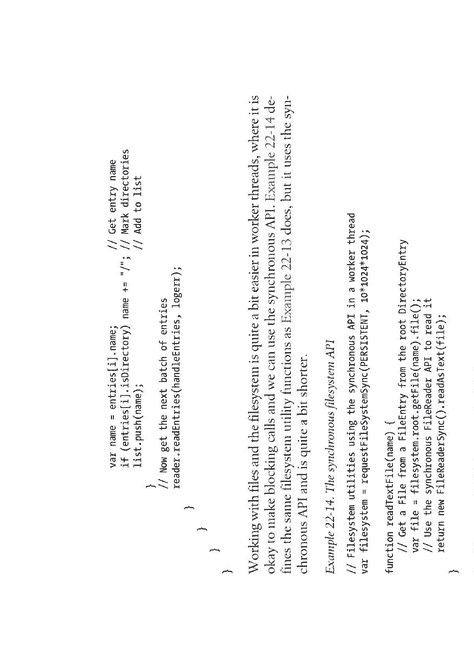 var name = entries[i].name; // Get entry name
if (entries[i].isDirectory) name += "/"; // Mark directories
list.push(name); // Add to list
}
// Now get the next batch of entries
reader.readEntries(handleEntries, logerr);
}
}
}
}
Working with files and the filesystem is quite a bit easier in worker threads, where it is
okay to make blocking calls and we can use the synchronous API. Example 22-14 de-
fines the same filesystem utility functions as Example 22-13 does, but it uses the syn-
chronous API and is quite a bit shorter.
Example 22-14. The synchronous filesystem API
// Filesystem utilities using the synchronous API in a worker thread
var filesystem = requestFileSystemSync(PERSISTENT, 10*1024*1024);
function readTextFile(name) {
// Get a File from a FileEntry from the root DirectoryEntry
var file = filesystem.root.getFile(name).file();
// Use the synchronous FileReader API to read it
return new FileReaderSync().readAsText(file);
}